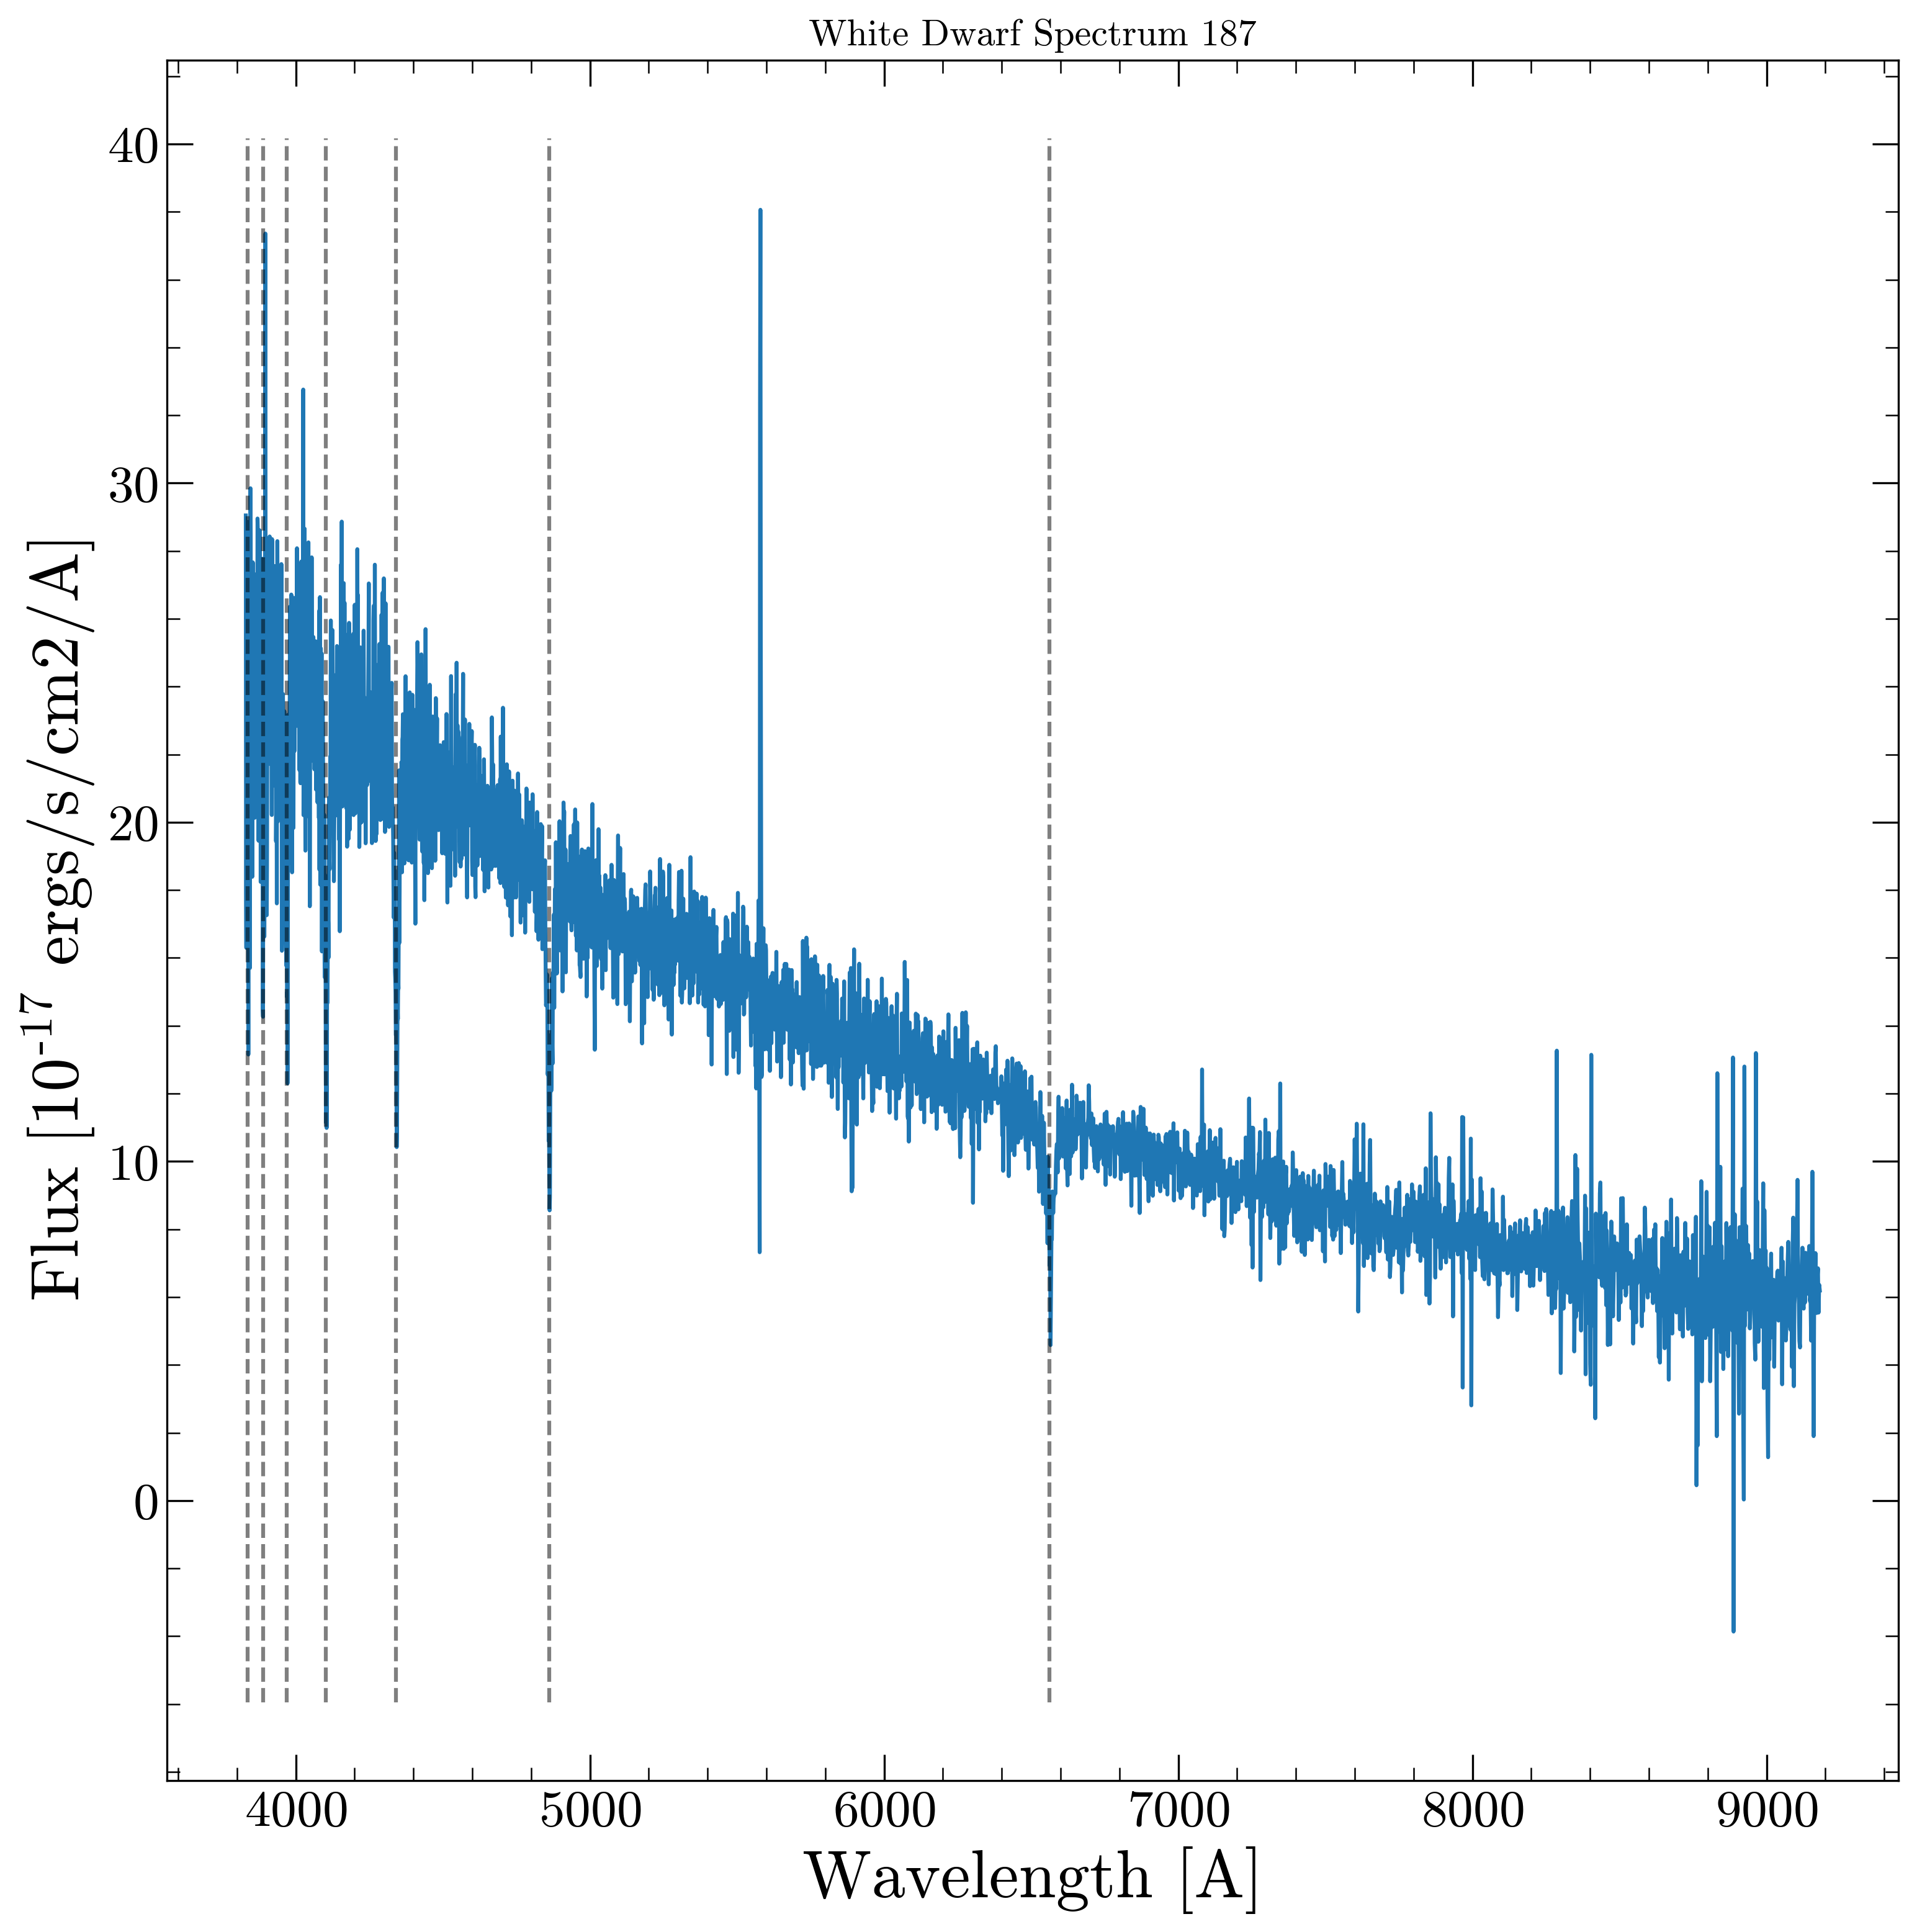 White Dwarf Spectrum 187
40
30
20
10
0
Flux [10-17 ergs/s/cm2/A]
4000 5000 6000 7000 8000 9000
Wavelength [A]